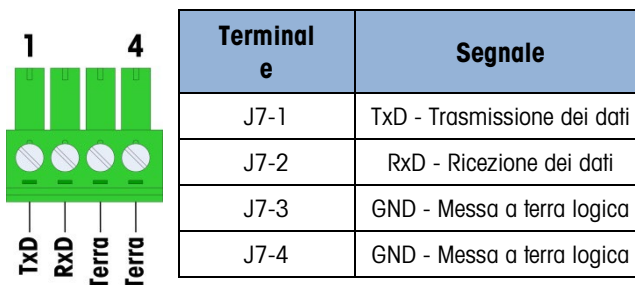 1 4
TxD
RxD
Terra
Terra
Terminal
e
Segnale
J7-1 TxD - Trasmissione dei dati
J7-2 RxD - Ricezione dei dati
J7-3 GND - Messa a terra logica
J7-4 GND - Messa a terra logica